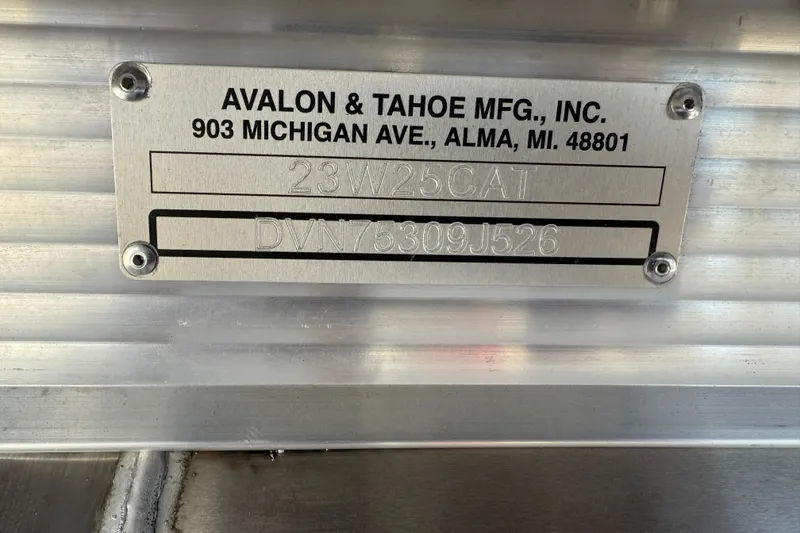 AVALON & TAHOE MFG., INC.
903 MICHIGAN AVE., ALMA, MI. 48801
23W25CAT
DVN75309J526